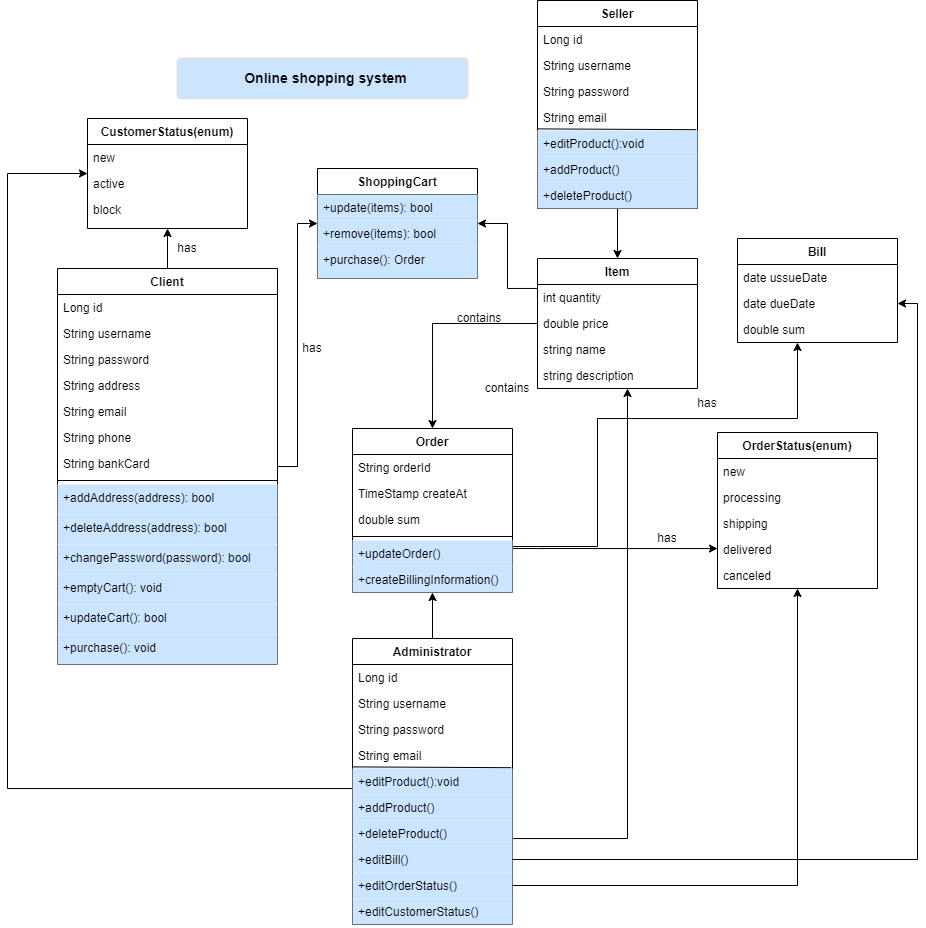 Online shopping system
Seller
Long id
String username
String password
String email
+editProduct():void
+addProduct()
+deleteProduct()
CustomerStatus(enum)
new
active
block
has
ShoppingCart
+update(items): bool
+remove(items): bool
+purchase(): Order
Bill
date ussueDate
date dueDate
double sum
Item
int quantity
double price
string name
string description
Client
Long id
String username
String password
String address
String email
String phone
String bankCard
+addAddress(address): bool
+deleteAddress(address): bool
+changePassword(password): bool
+emptyCart(): void
+updateCart(): bool
+purchase(): void
has
contains
contains
has
Order
String orderId
TimeStamp createAt
double sum
+updateOrder()
+createBillingInformation()
has
OrderStatus(enum)
new
processing
shipping
delivered
canceled
Administrator
Long id
String username
String password
String email
+editProduct():void
+addProduct()
+deleteProduct()
+editBill()
+editOrderStatus()
+editCustomerStatus()